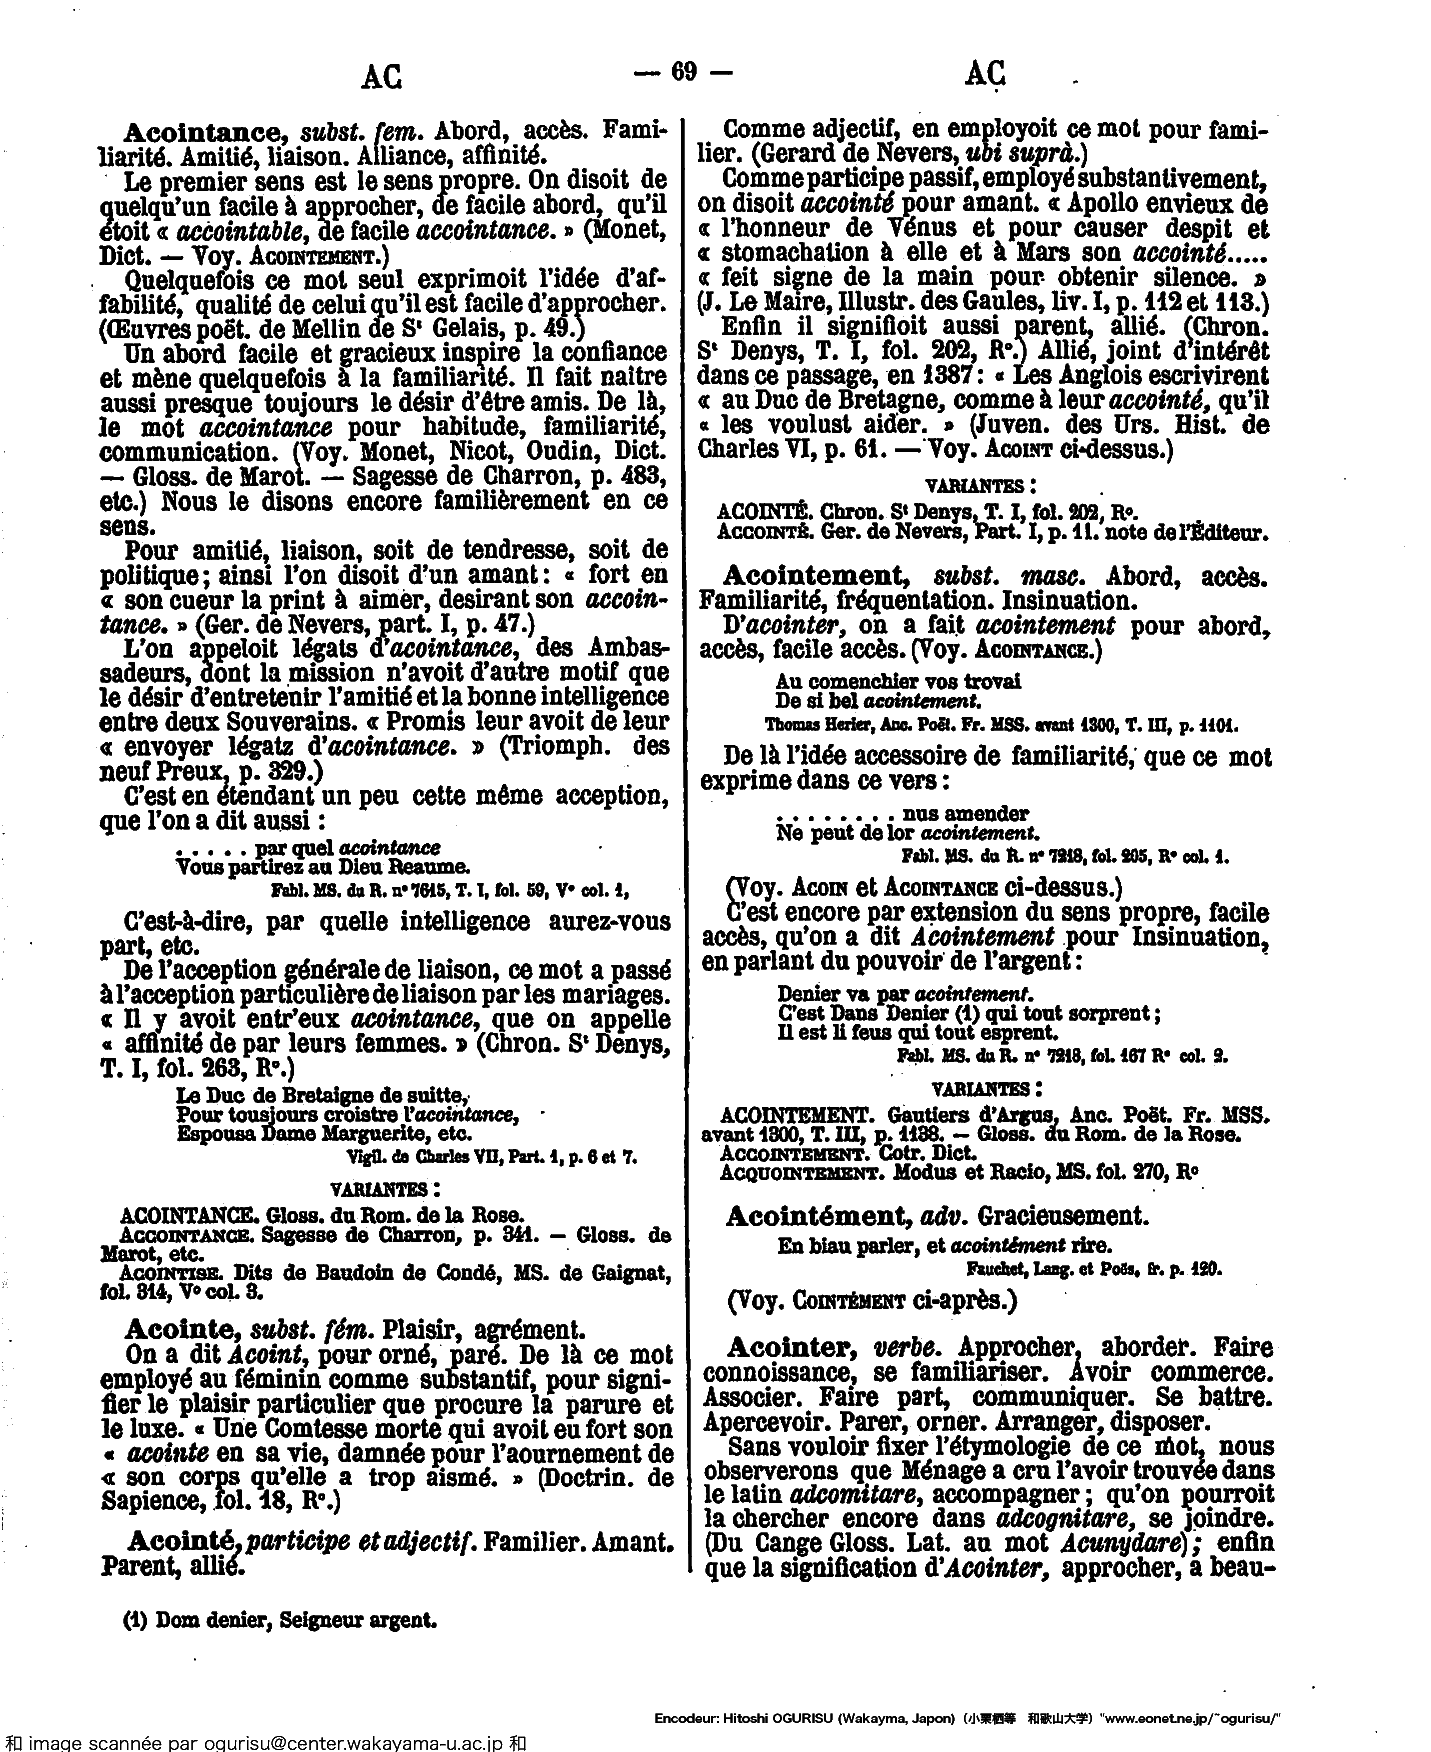 AC — 69 — AC
Acointance, subst. fem. Abord, accès. Fami-
liarité. Amitié, liaison. Alliance, affinité.
Le premier sens est le sens propre. On disoit de
quelqu'un facile à approcher, de facile abord, qu'il
étoit « accointable, de facile accointance. » (Monet,
Dict. — Voy. ACOINTEMENT.)
Quelquefois ce mot seul exprimoit l'idée d'af-
fabilité, qualité de celui qu'il est facile d'approcher.
(Œuvres poët. de Mellin de St Gelais, p. 49.)
Un abord facile et gracieux inspire la confiance
et mène quelquefois à la familiarité. Il fait naitre
aussi presque toujours le désir d'être amis. De là,
le mot accointance pour habitude, familiarité,
communication. (Voy. Monet, Nicot, Oudin, Dict.
— Gloss. de Marot. — Sagesse de Charron, p. 483,
etc.) Nous le disons encore familièrement en ce
sens.
Pour amitié, liaison, soit de tendresse, soit de
politique; ainsi l'on disoit d'un amant : « fort en
« son cueur la print à aimer, desirant son accoin-
tance. » (Ger. de Nevers, part. I, p. 47.)
L'on appeloit légats d'acointance, des Ambas-
sadeurs, dont la mission n'avoit d'autre motif que
le désir d'entretenir l'amitié et la bonne intelligence
entre deux Souverains. « Promis leur avoit de leur
« envoyer légatz d'acointance. » (Triomph. des
neuf Preux, p. 329.)
C'est en étendant un peu cette même acception,
que l'on a dit aussi :
. . . . . par quel acointance
Vous partirez au Dieu Reaume.
Fabl. MS. du R. n° 7615, T. I, fol. 59, V° col. 1,
C'est-à-dire, par quelle intelligence aurez-vous
part, etc.
De l'acception générale de liaison, ce mot a passé
à l'acception particulière de liaison par les mariages.
« Il y avoit entr'eux acointance, que on appelle
« affinité de par leurs femmes. » (Chron. St Denys,
T. I, fol. 263, R°.)
Le Duc de Bretaigne de suitte,
Pour tousjours croistre l'acointance,
Espousa Dame Marguerite, etc.
Vigil. de Charles VII, Part. 1, p. 6 et 7.
VARIANTES :
ACOINTANCE. Gloss. du Rom. de la Rose.
ACCOINTANCE. Sagesse de Charron, p. 341. — Gloss. de
Marot, etc.
ACOINTISE. Dits de Baudoin de Condé, MS. de Gaignat,
fol. 314, V° col. 3.
Acointe, subst. fém. Plaisir, agrément.
On a dit Acoint, pour orné, paré. De là ce mot
employé au féminin comme substantif, pour signi-
fier le plaisir particulier que procure la parure et
le luxe. « Une Comtesse morte qui avoit eu fort son
« acointe en sa vie, damnée pour l'aournement de
« son corps qu'elle a trop aismé. » (Doctrin. de
Sapience, fol. 18, R°.)
Acointé, participe et adjectif. Familier. Amant.
Parent, allié.
(1) Dom denier, Seigneur argent.
Comme adjectif, en employoit ce mot pour fami-
lier. (Gerard de Nevers, ubi suprà.)
Comme participe passif, employé substantivement,
on disoit accointé pour amant. « Apollo envieux de
« l'honneur de Vénus et pour causer despit et
« stomachation à elle et à Mars son accointé.....
« feit signe de la main pour obtenir silence. »
(J. Le Maire, Illustr. des Gaules, liv. I, p. 112 et 113.)
Enfin il signifioit aussi parent, allié. (Chron.
St Denys, T. I, fol. 202, R°.) Allié, joint d'intérêt
dans ce passage, en 1387 : « Les Anglois escrivirent
« au Duc de Bretagne, comme à leur accointé, qu'il
« les voulust aider. » (Juven. des Urs. Hist. de
Charles VI, p. 61. — Voy. ACOINT ci-dessus.)
VARIANTES :
ACOINTÉ. Chron. St Denys, T. I, fol. 202, R°.
ACCOINTÉ. Ger. de Nevers, Part. I, p. 11. note de l'Éditeur.
Acointement, subst. masc. Abord, accès.
Familiarité, fréquentation. Insinuation.
D'acointer, on a fait acointement pour abord,
accès, facile accès. (Voy. ACOINTANCE.)
Au comenchier vos trovai
De si bel acointement.
Thomas Herier, Anc. Poët. Fr. MSS. avant 1300, T. III, p. 1101.
De là l'idée accessoire de familiarité, que ce mot
exprime dans ce vers :
. . . . . . . . nus amender
Ne peut de lor acointement.
Fabl. MS. du R. n° 7218, fol. 205, R° col. 1.
(Voy. ACOIN et ACOINTANCE ci-dessus.)
C'est encore par extension du sens propre, facile
accès, qu'on a dit Acointement pour Insinuation,
en parlant du pouvoir de l'argent :
Denier va par acointement.
C'est Dans Denier (1) qui tout sorprent ;
Il est li feus qui tout esprent.
Fabl. MS. du R. n° 7218, fol. 167 R° col. 2.
VARIANTES :
ACOINTEMENT. Gautiers d'Argus, Anc. Poët. Fr. MSS.
avant 1300, T. III, p. 1138. — Gloss. du Rom. de la Rose.
ACCOINTEMENT. Cotr. Dict.
ACQUOINTEMENT. Modus et Racio, MS. fol. 270, R°
Acointément, adv. Gracieusement.
En biau parler, et acointément rire.
Fauchet, Lang. et Poës. fr. p. 120.
(Voy. COINTÉMENT ci-après.)
Acointer, verbe. Approcher, aborder. Faire
connoissance, se familiariser. Avoir commerce.
Associer. Faire part, communiquer. Se battre.
Apercevoir. Parer, orner. Arranger, disposer.
Sans vouloir fixer l'étymologie de ce mot, nous
observerons que Ménage a cru l'avoir trouvée dans
le latin adcomitare, accompagner ; qu'on pourroit
la chercher encore dans adcognitare, se joindre.
(Du Cange Gloss. Lat. au mot Acunydare) ; enfin
que la signification d'Acointer, approcher, a beau-
Encodeur: Hitoshi OGURISU (Wakayma, Japon) (小栗栖等 和歌山大学) "www.eonet.ne.jp/~ogurisu/"
和 image scannée par ogurisu@center.wakayama-u.ac.jp 和